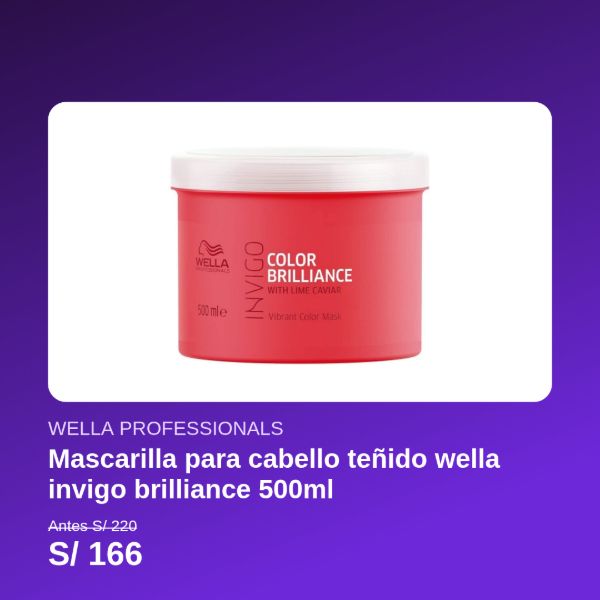 WELLA
PROFESSIONALS
INVIGO
COLOR
BRILLIANCE
WITH LIME CAVIAR
500 ml e
Vibrant Color Mask
WELLA PROFESSIONALS
Mascarilla para cabello teñido wella
invigo brilliance 500ml
Antes S/ 220
S/ 166